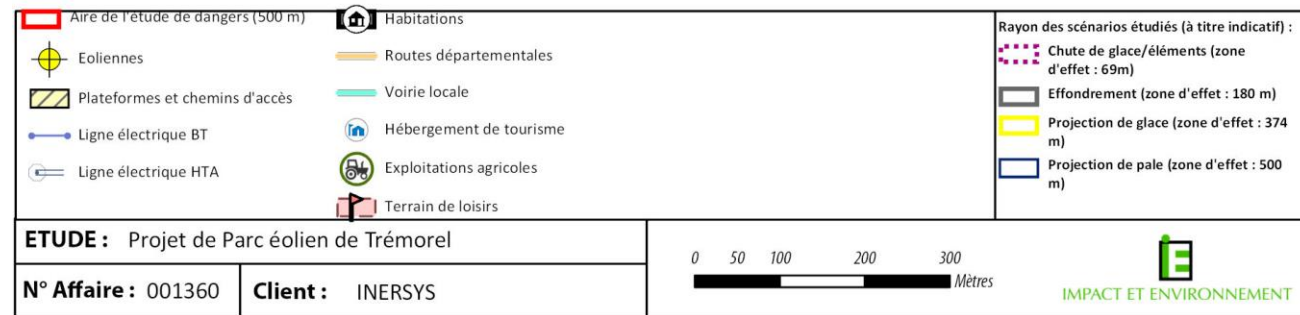 Aire de l'étude de dangers (500 m)
Eoliennes
Plateformes et chemins d'accès
Ligne électrique BT
Ligne électrique HTA
Habitations
Routes départementales
Voirie locale
Hébergement de tourisme
Exploitations agricoles
Terrain de loisirs
Rayon des scénarios étudiés (à titre indicatif) :
Chute de glace/éléments (zone
d'effet : 69m)
Effondrement (zone d'effet : 180 m)
Projection de glace (zone d'effet : 374
m)
Projection de pale (zone d'effet : 500
m)
ETUDE : Projet de Parc éolien de Trémorel
N° Affaire : 001360
Client : INERSYS
0 50 100 200 300
Mètres
iE
IMPACT ET ENVIRONNEMENT